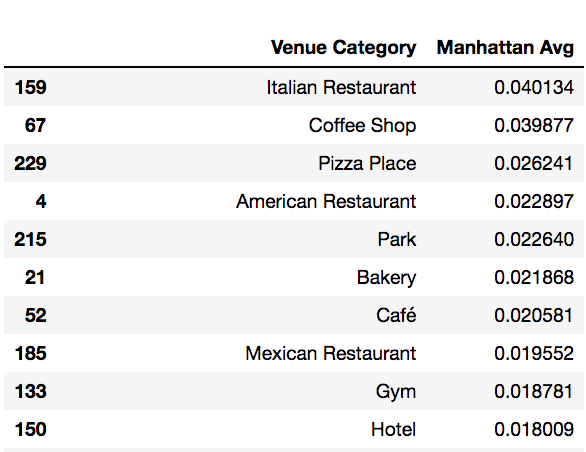 Venue Category Manhattan Avg
159 Italian Restaurant 0.040134
67 Coffee Shop 0.039877
229 Pizza Place 0.026241
4 American Restaurant 0.022897
215 Park 0.022640
21 Bakery 0.021868
52 Café 0.020581
185 Mexican Restaurant 0.019552
133 Gym 0.018781
150 Hotel 0.018009